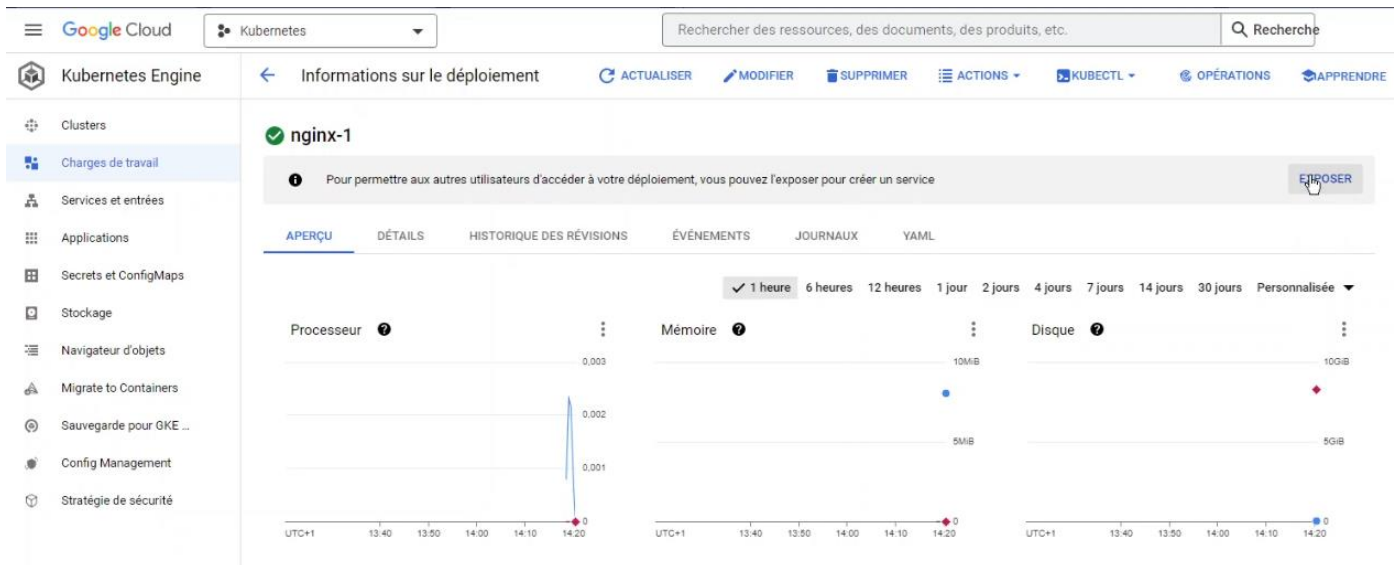 Google Cloud
Kubernetes
Rechercher des ressources, des documents, des produits, etc.
Recherche
Kubernetes Engine
Informations sur le déploiement
ACTUALISER
MODIFIER
SUPPRIMER
ACTIONS
KUBECTL
OPÉRATIONS
APPRENDRE
Clusters
Charges de travail
Services et entrées
Applications
Secrets et ConfigMaps
Stockage
Navigateur d'objets
Migrate to Containers
Sauvegarde pour GKE ...
Config Management
Stratégie de sécurité
nginx-1
Pour permettre aux autres utilisateurs d'accéder à votre déploiement, vous pouvez l'exposer pour créer un service
EXPOSER
APERÇU
DÉTAILS
HISTORIQUE DES RÉVISIONS
ÉVÉNEMENTS
JOURNAUX
YAML
1 heure
6 heures
12 heures
1 jour
2 jours
4 jours
7 jours
14 jours
30 jours
Personnalisée
Processeur
0,003
0,002
0,001
0
UTC+1 13:40 13:50 14:00 14:10 14:20
Mémoire
10MiB
5MiB
0
UTC+1 13:40 13:50 14:00 14:10 14:20
Disque
10GiB
5GiB
0
UTC+1 13:40 13:50 14:00 14:10 14:20